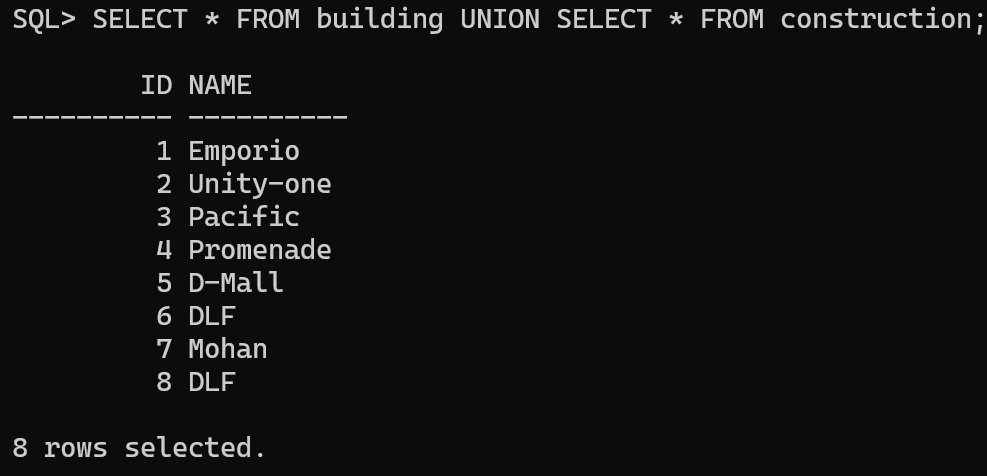 SQL> SELECT * FROM building UNION SELECT * FROM construction;
ID NAME
---------- ----------
1 Emporio
2 Unity-one
3 Pacific
4 Promenade
5 D-Mall
6 DLF
7 Mohan
8 DLF
8 rows selected.